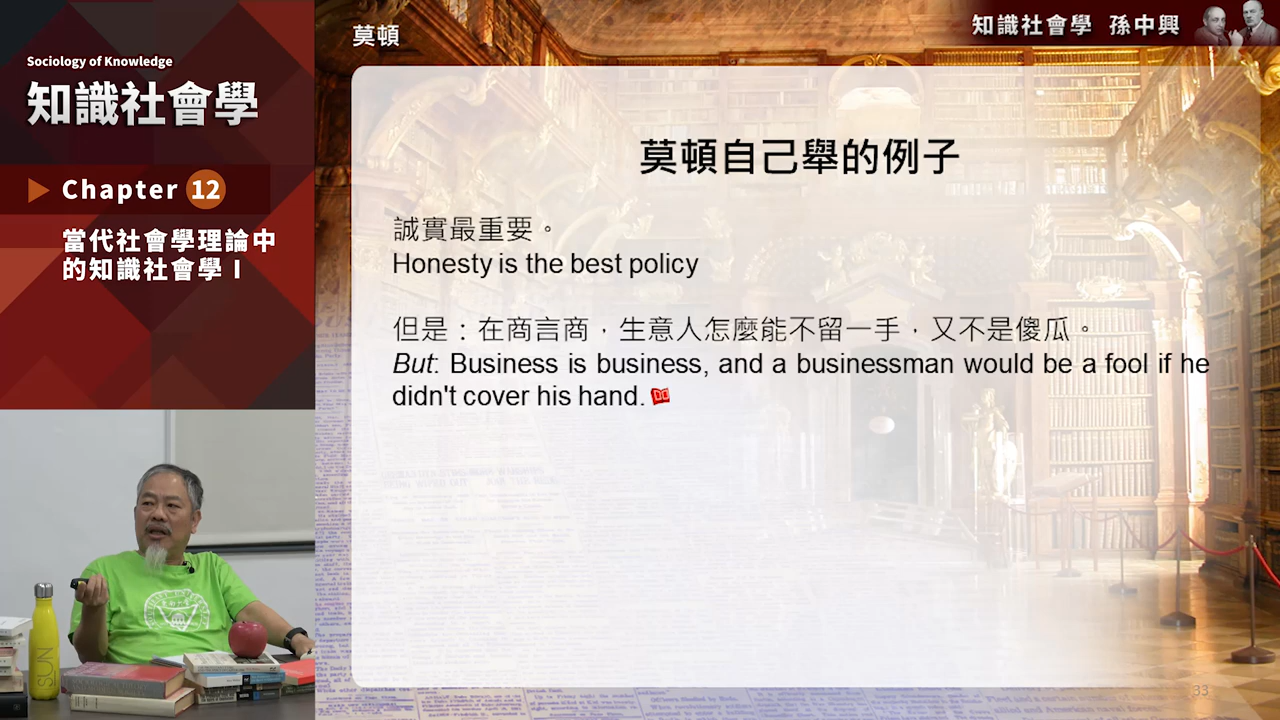 Sociology of Knowledge
知識社會學
Chapter 12
當代社會學理論中
的知識社會學 I
莫頓
知識社會學 孫中興
莫頓自己舉的例子
誠實最重要。
Honesty is the best policy
但是：在商言商，生意人怎麼能不留一手，又不是傻瓜。
But: Business is business, and a businessman would be a fool if he
didn't cover his hand.
SUN
33